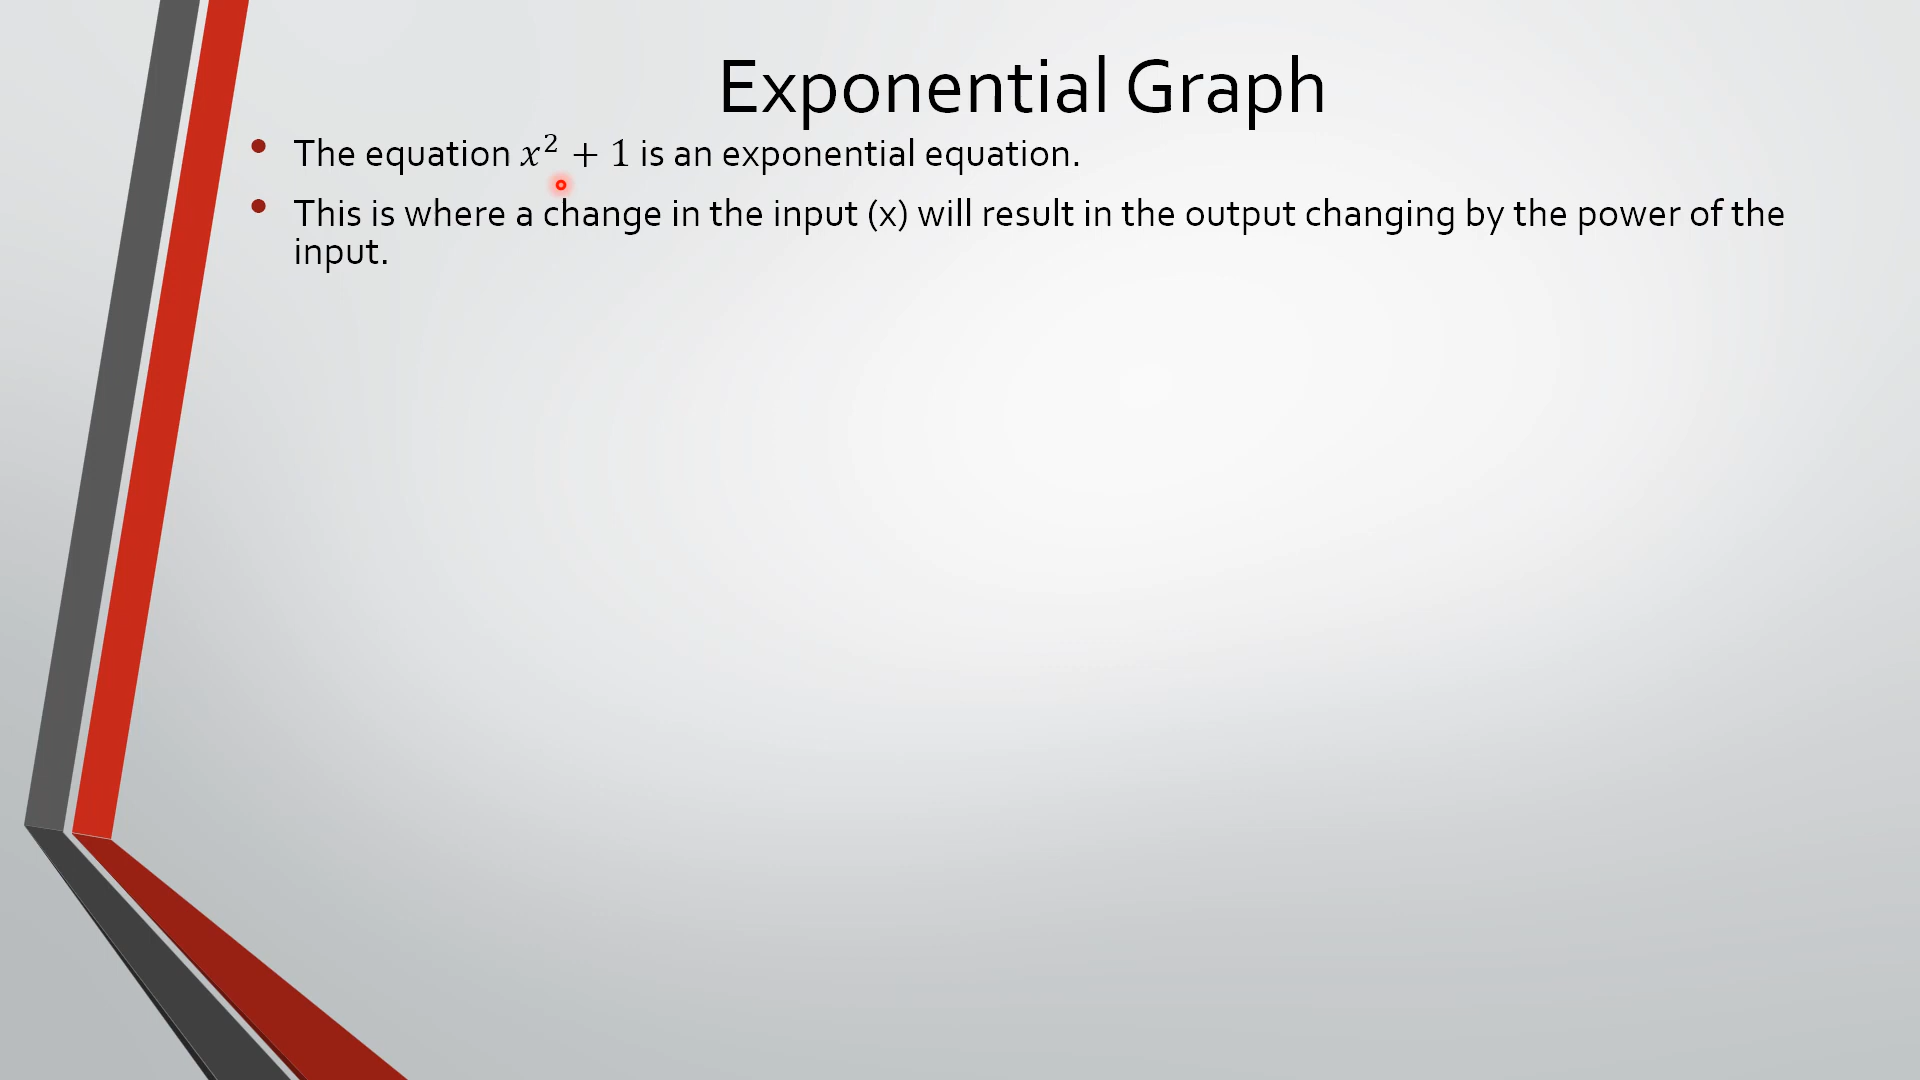 Exponential Graph
• The equation x² + 1 is an exponential equation.
• This is where a change in the input (x) will result in the output changing by the power of the
input.